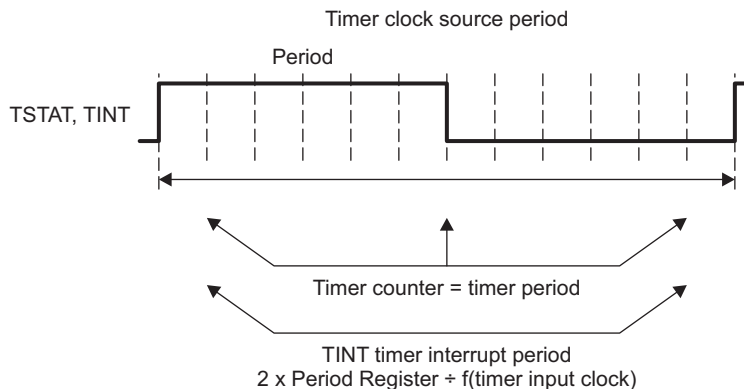 Timer clock source period
Period
TSTAT, TINT
Timer counter = timer period
TINT timer interrupt period
2 x Period Register ÷ f(timer input clock)